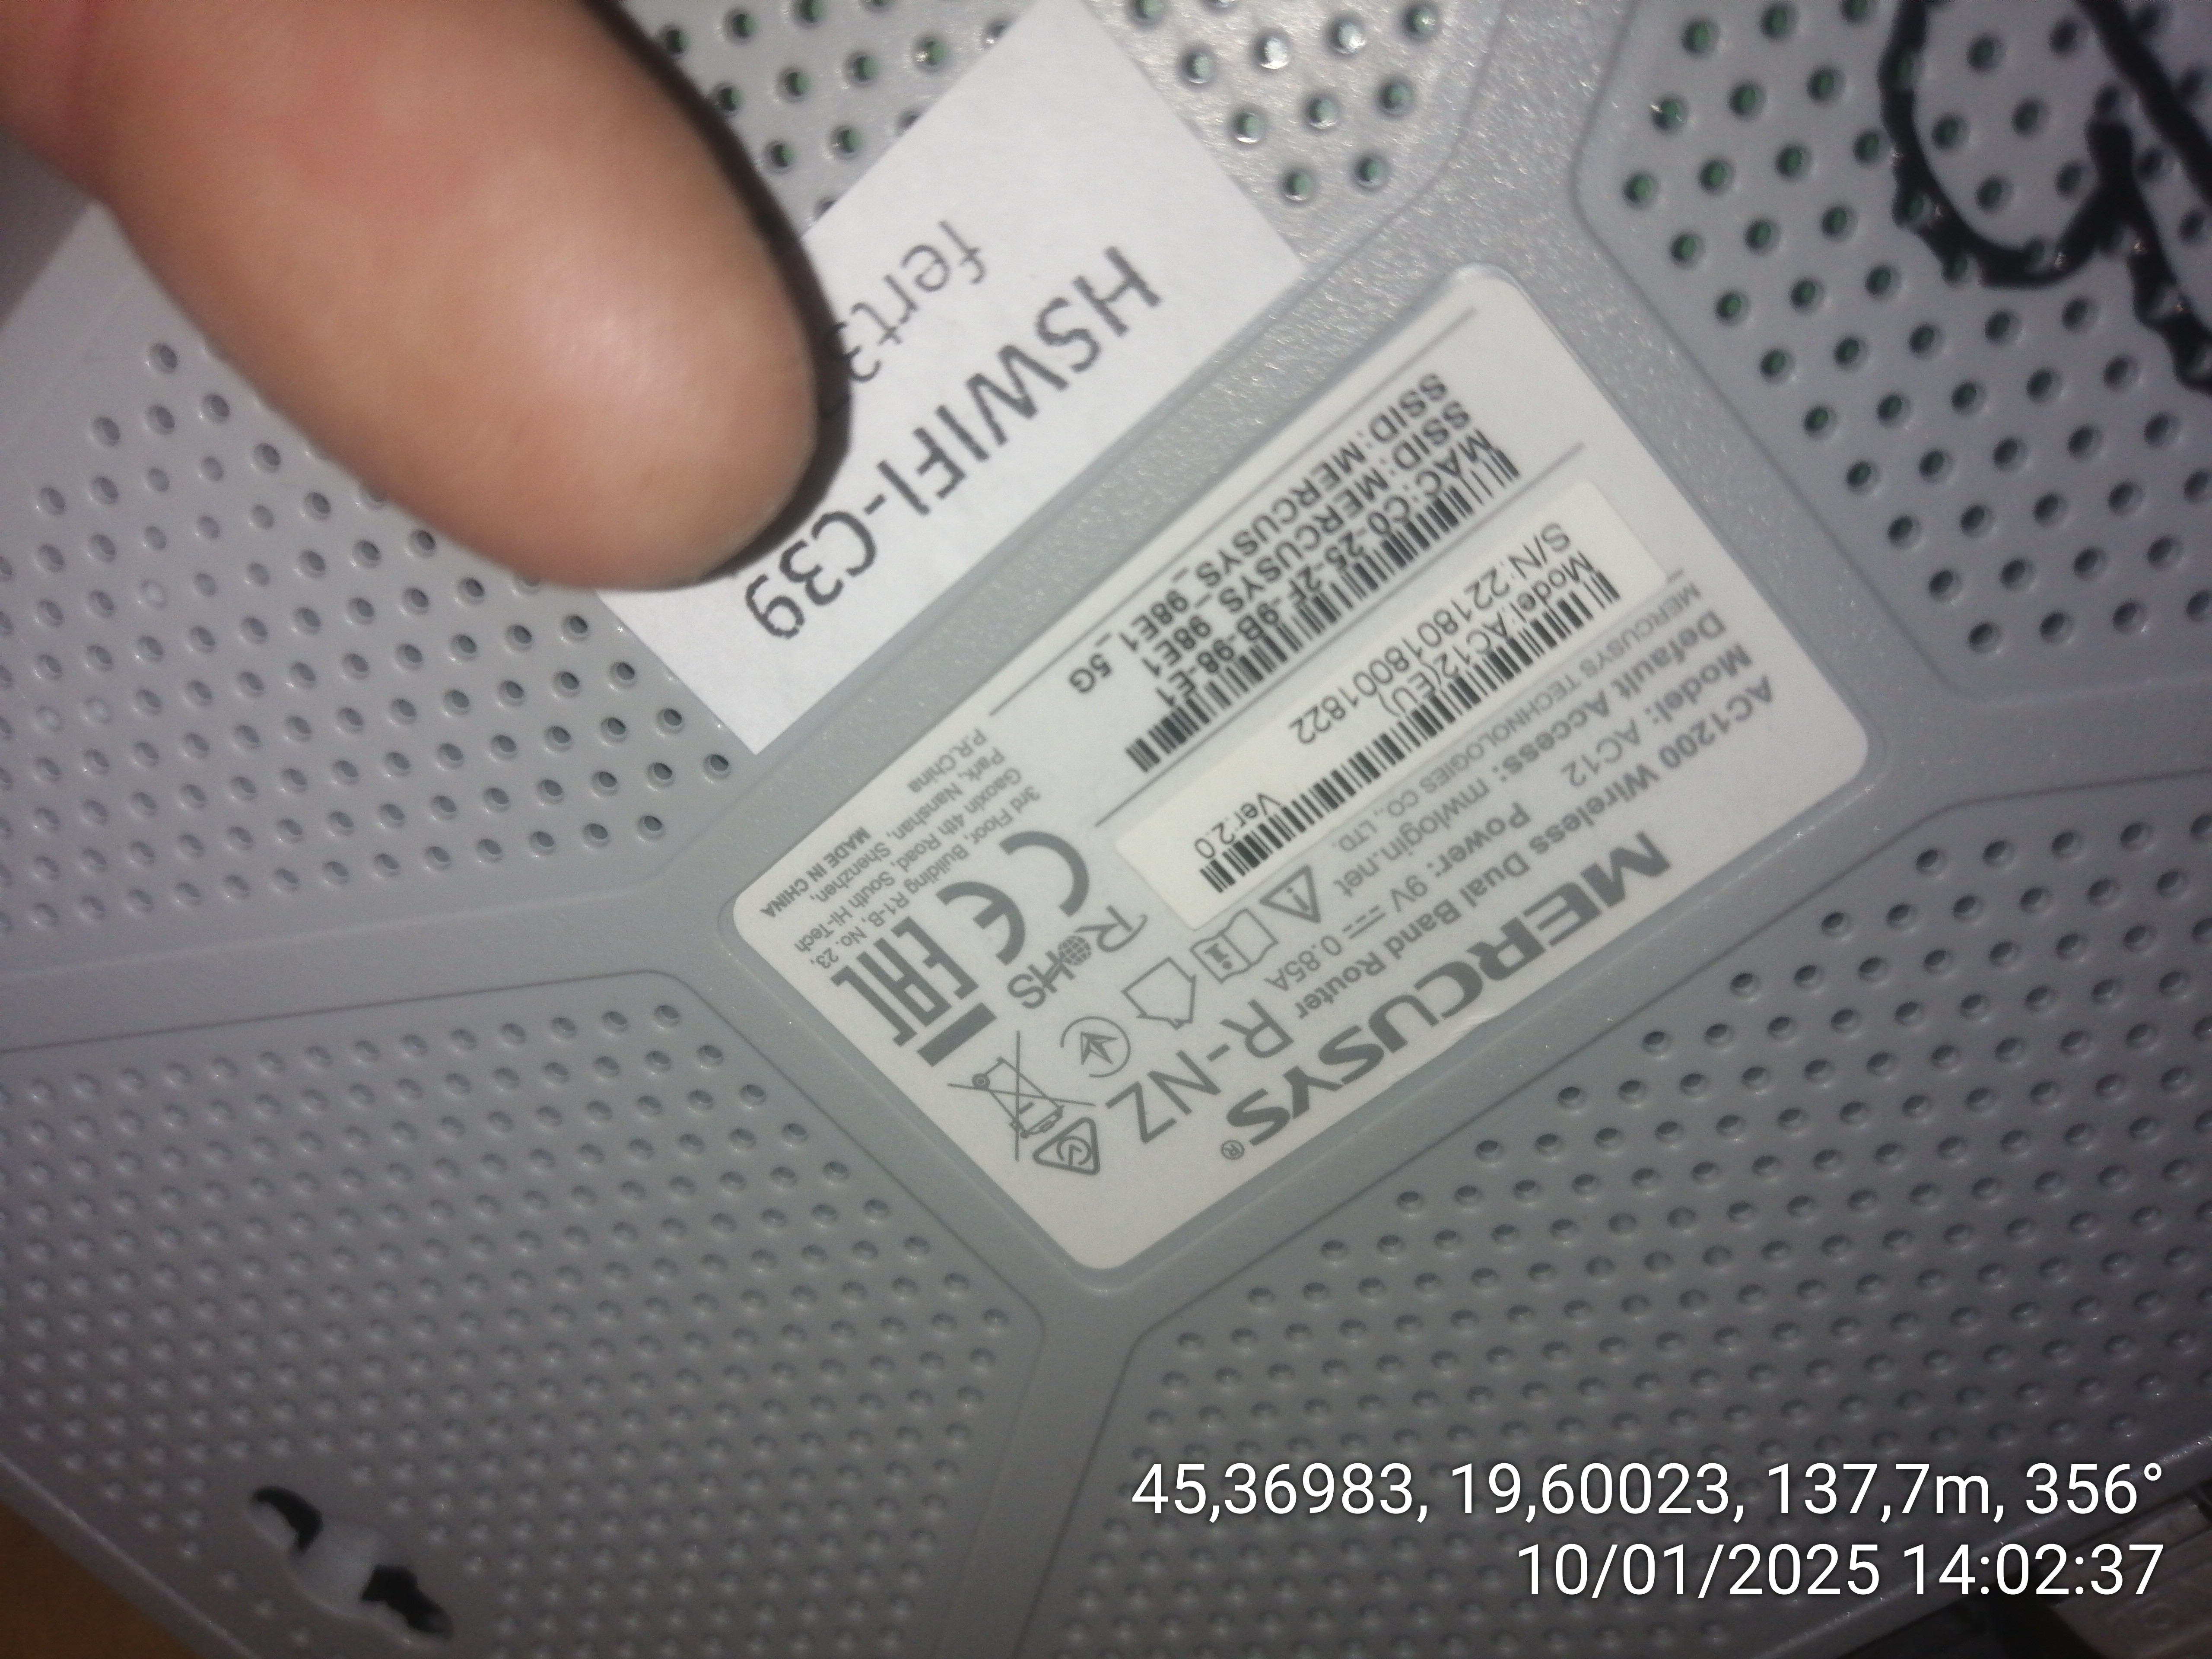 MERCUSYS®
AC1200 Wireless Dual Band Router
Model: AC12 Power: 9V 0.85A
Default Access: mwlogin.net
MERCUSYS TECHNOLOGIES CO., LTD.
R-NZ
Model:AC12(EU) Ver:2.0
S/N:2218018001822
MAC:C0-25-2F-9B-98-E1
SSID:MERCUSYS_98E1
SSID:MERCUSYS_98E1_5G
RoHS
CE
EAC
3rd Floor, Building R1-B, No. 23,
Gaoxin 4th Road, South Hi-Tech
Park, Nanshan, Shenzhen,
P.R.China
MADE IN CHINA
HSWIFI-C39
45,36983, 19,60023, 137,7m, 356°
10/01/2025 14:02:37